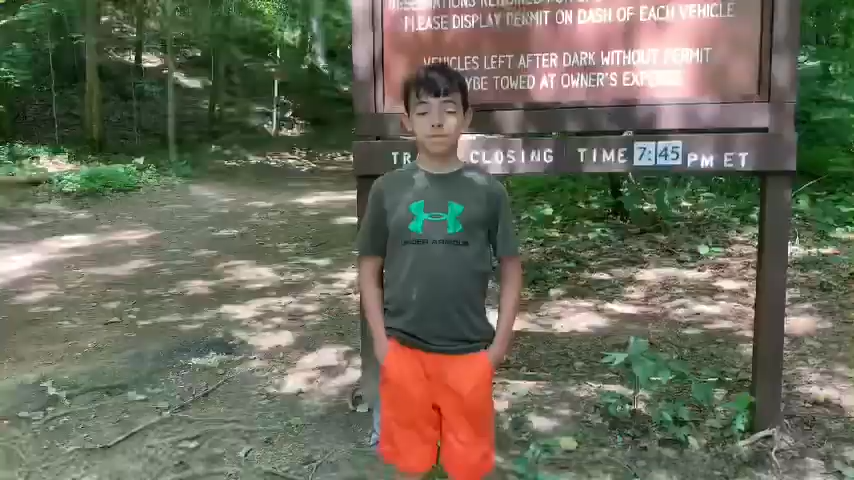 PLEASE DISPLAY PERMIT ON DASH OF EACH VEHICLE
VEHICLES LEFT AFTER DARK WITHOUT PERMIT
BE TOWED AT OWNER'S EXPENSE
CLOSING TIME 7:45 PM ET
UNDER ARMOUR